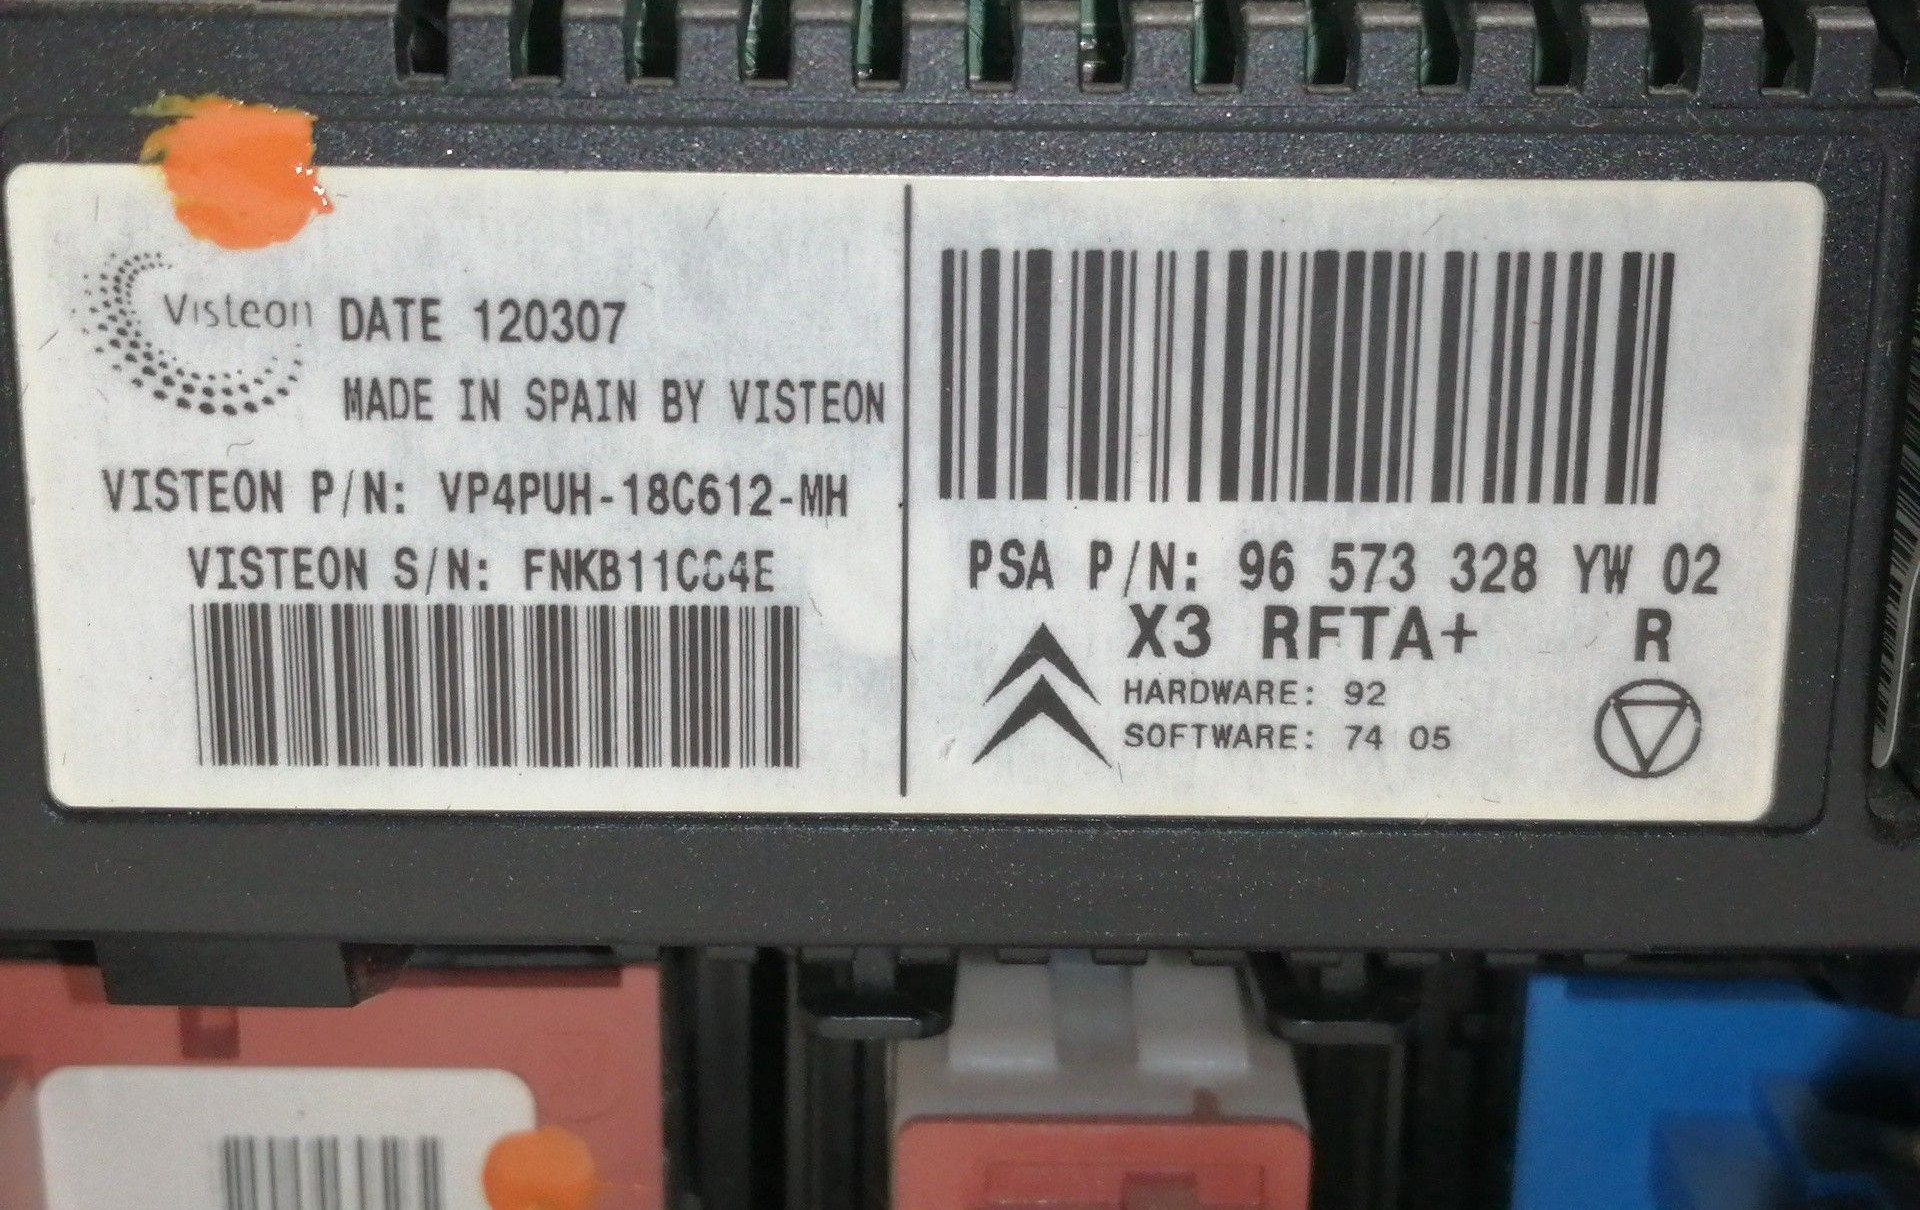 Visteon DATE 120307
MADE IN SPAIN BY VISTEON
VISTEON P/N: VP4PUH-18C612-MH
VISTEON S/N:
PSA P/N: 96 573 328 YW 02
X3 RFTA+ R
HARDWARE: 92
SOFTWARE: 74 05